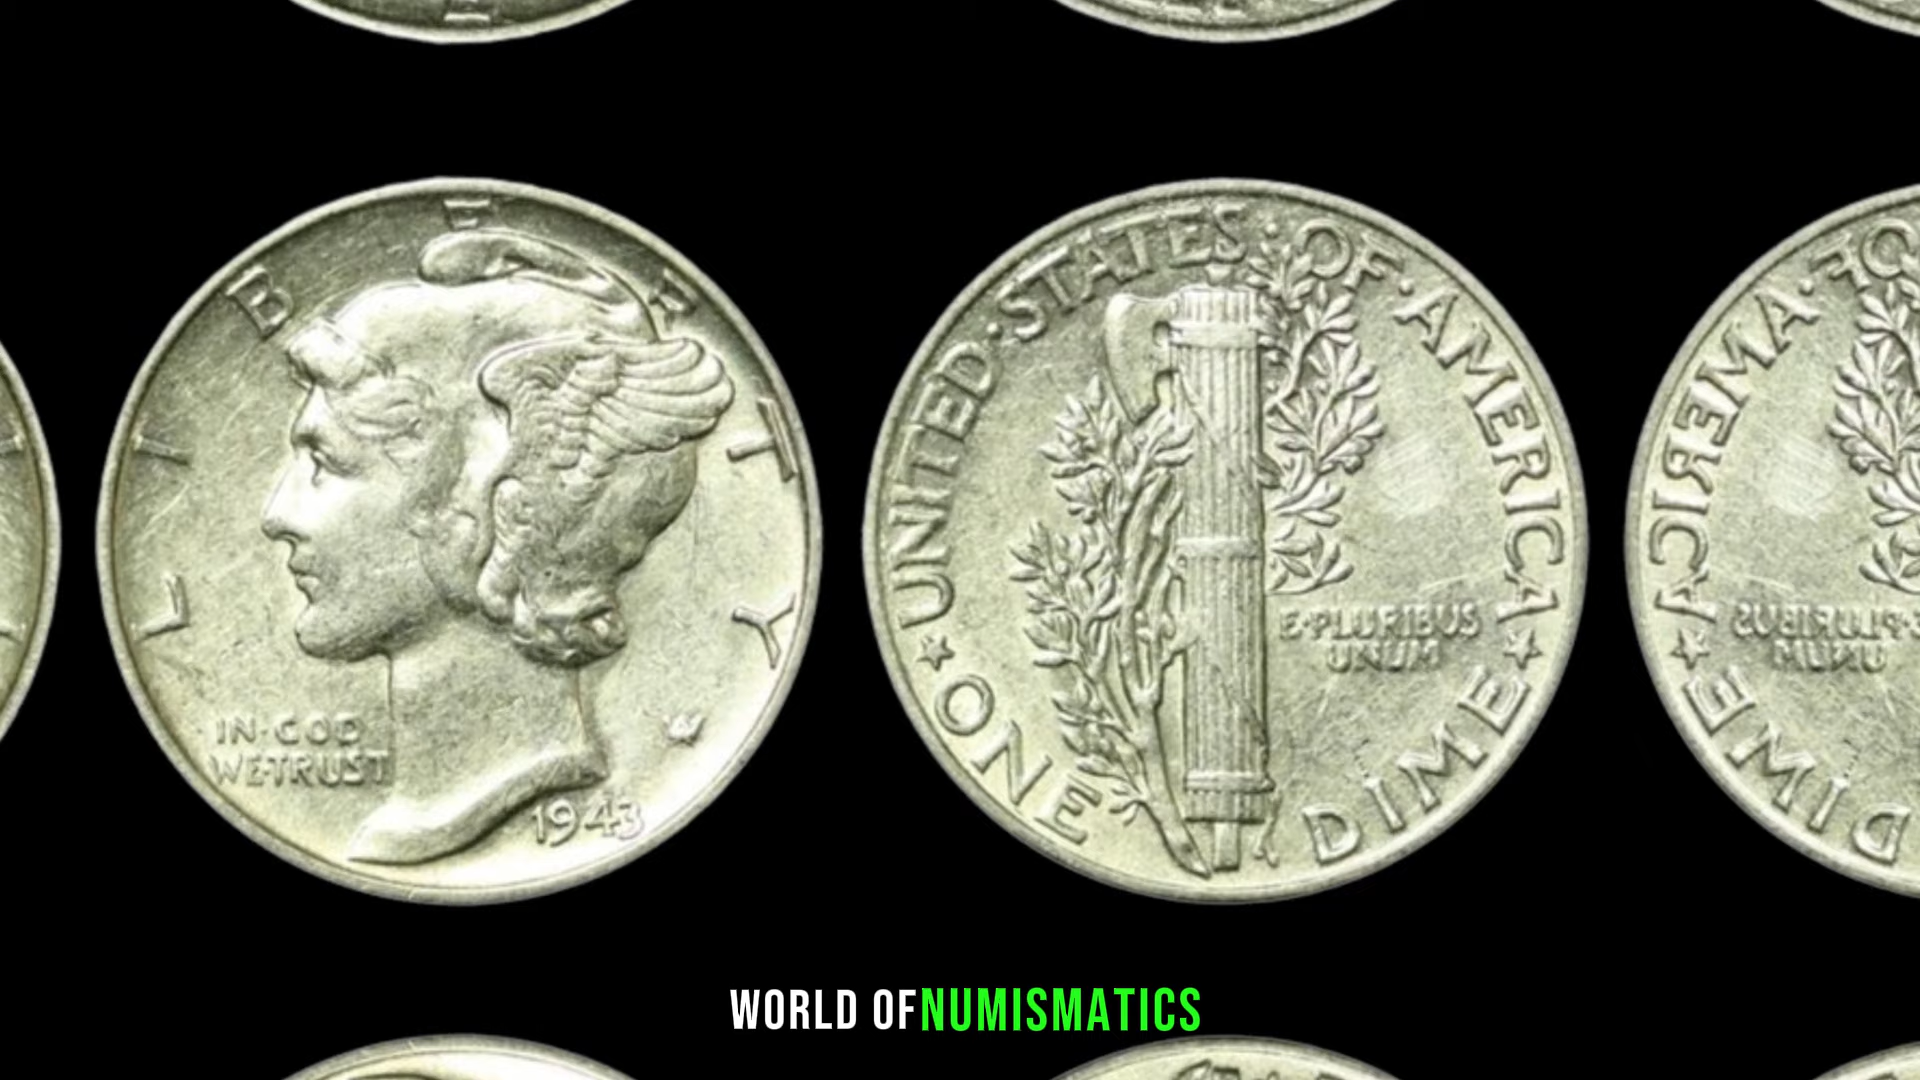 LIBERTY
IN·GOD
WE·TRUST
1943
UNITED·STATES·OF·AMERICA
E·PLURIBUS
UNUM
ONE DIME
AMERICA
OF
E·PLURIBUS
UNUM
DIME
WORLD OF NUMISMATICS